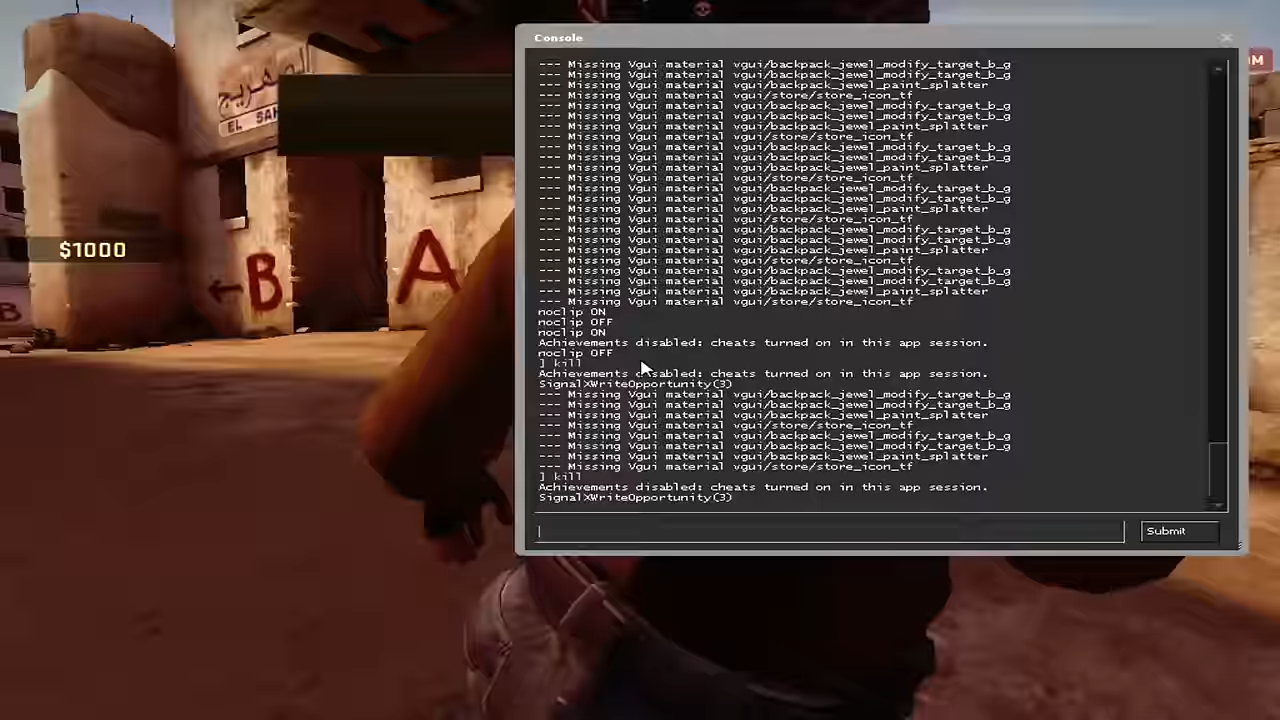 Console
--- Missing Vgui material vgui/backpack_jewel_modify_target_b_g
--- Missing Vgui material vgui/backpack_jewel_modify_target_b_g
--- Missing Vgui material vgui/backpack_jewel_paint_splatter
--- Missing Vgui material vgui/store/store_icon_tf
--- Missing Vgui material vgui/backpack_jewel_modify_target_b_g
--- Missing Vgui material vgui/backpack_jewel_modify_target_b_g
--- Missing Vgui material vgui/backpack_jewel_paint_splatter
--- Missing Vgui material vgui/store/store_icon_tf
--- Missing Vgui material vgui/backpack_jewel_modify_target_b_g
--- Missing Vgui material vgui/backpack_jewel_modify_target_b_g
--- Missing Vgui material vgui/backpack_jewel_paint_splatter
--- Missing Vgui material vgui/store/store_icon_tf
--- Missing Vgui material vgui/backpack_jewel_modify_target_b_g
--- Missing Vgui material vgui/backpack_jewel_modify_target_b_g
--- Missing Vgui material vgui/backpack_jewel_paint_splatter
--- Missing Vgui material vgui/store/store_icon_tf
--- Missing Vgui material vgui/backpack_jewel_modify_target_b_g
--- Missing Vgui material vgui/backpack_jewel_modify_target_b_g
--- Missing Vgui material vgui/backpack_jewel_paint_splatter
--- Missing Vgui material vgui/store/store_icon_tf
--- Missing Vgui material vgui/backpack_jewel_modify_target_b_g
--- Missing Vgui material vgui/backpack_jewel_modify_target_b_g
--- Missing Vgui material vgui/backpack_jewel_paint_splatter
--- Missing Vgui material vgui/store/store_icon_tf
noclip ON
noclip OFF
noclip ON
Achievements disabled: cheats turned on in this app session.
noclip OFF
] kill
Achievements disabled: cheats turned on in this app session.
SignalXWriteOpportunity(3)
--- Missing Vgui material vgui/backpack_jewel_modify_target_b_g
--- Missing Vgui material vgui/backpack_jewel_modify_target_b_g
--- Missing Vgui material vgui/backpack_jewel_paint_splatter
--- Missing Vgui material vgui/store/store_icon_tf
--- Missing Vgui material vgui/backpack_jewel_modify_target_b_g
--- Missing Vgui material vgui/backpack_jewel_modify_target_b_g
--- Missing Vgui material vgui/backpack_jewel_paint_splatter
--- Missing Vgui material vgui/store/store_icon_tf
] kill
Achievements disabled: cheats turned on in this app session.
SignalXWriteOpportunity(3)
Submit
EL
$1000
B
A
B